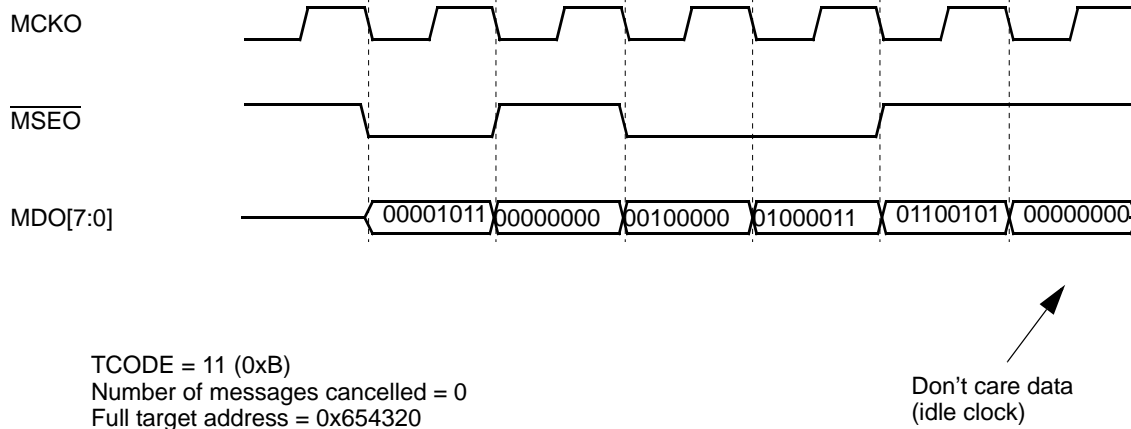 MCKO
MSEO
MDO[7:0]
00001011 00000000 00100000 01000011 01100101 00000000
TCODE = 11 (0xB)
Number of messages cancelled = 0
Full target address = 0x654320
Don't care data
(idle clock)